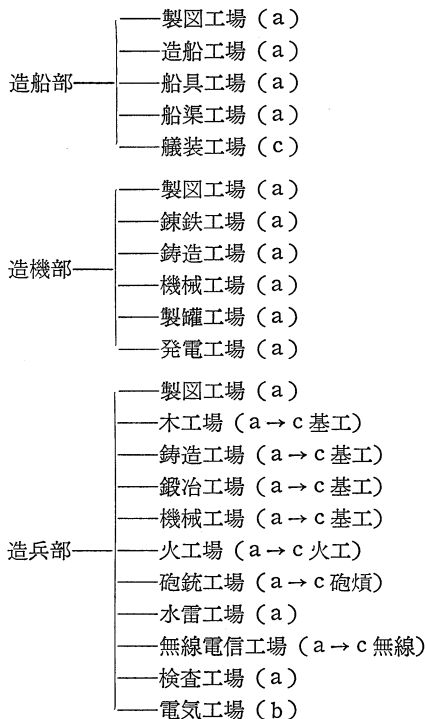 製図工場(a)
造船工場(a)
造船部 船具工場(a)
船渠工場(a)
艤装工場(c)
製図工場(a)
錬鉄工場(a)
鋳造工場(a)
造機部 機械工場(a)
製罐工場(a)
発電工場(a)
製図工場(a)
木工場(a→c基工)
鋳造工場(a→c基工)
鍛冶工場(a→c基工)
機械工場(a→c基工)
造兵部 火工場(a→c火工)
砲銃工場(a→c砲熕)
水雷工場(a)
無線電信工場(a→c無線)
検査工場(a)
電気工場(b)